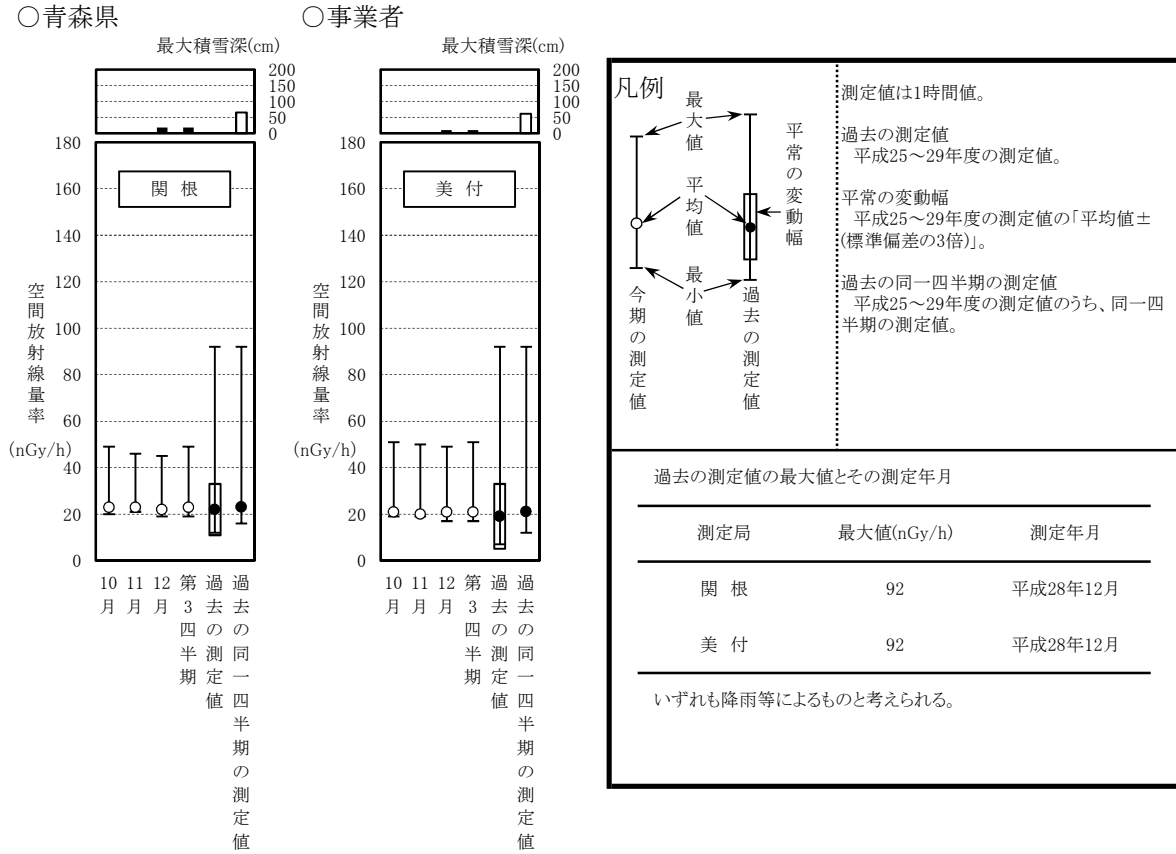 ○青森県
最大積雪深(cm)
200
150
100
50
0
180
160
140
120
100
80
60
40
20
0
関 根
空間放射線量率
(nGy/h)
10月
11月
12月
第3四半期
過去の測定値
過去の同一四半期の測定値
○事業者
最大積雪深(cm)
200
150
100
50
0
180
160
140
120
100
80
60
40
20
0
美 付
空間放射線量率
(nGy/h)
10月
11月
12月
第3四半期
過去の測定値
過去の同一四半期の測定値
凡例
最大値
平均値
最小値
平常の変動幅
今期の測定値
過去の測定値
測定値は1時間値。
過去の測定値
平成25～29年度の測定値。
平常の変動幅
平成25～29年度の測定値の「平均値±
(標準偏差の3倍)」。
過去の同一四半期の測定値
平成25～29年度の測定値のうち、同一四
半期の測定値。
過去の測定値の最大値とその測定年月
測定局 最大値(nGy/h) 測定年月
関 根 92 平成28年12月
美 付 92 平成28年12月
いずれも降雨等によるものと考えられる。